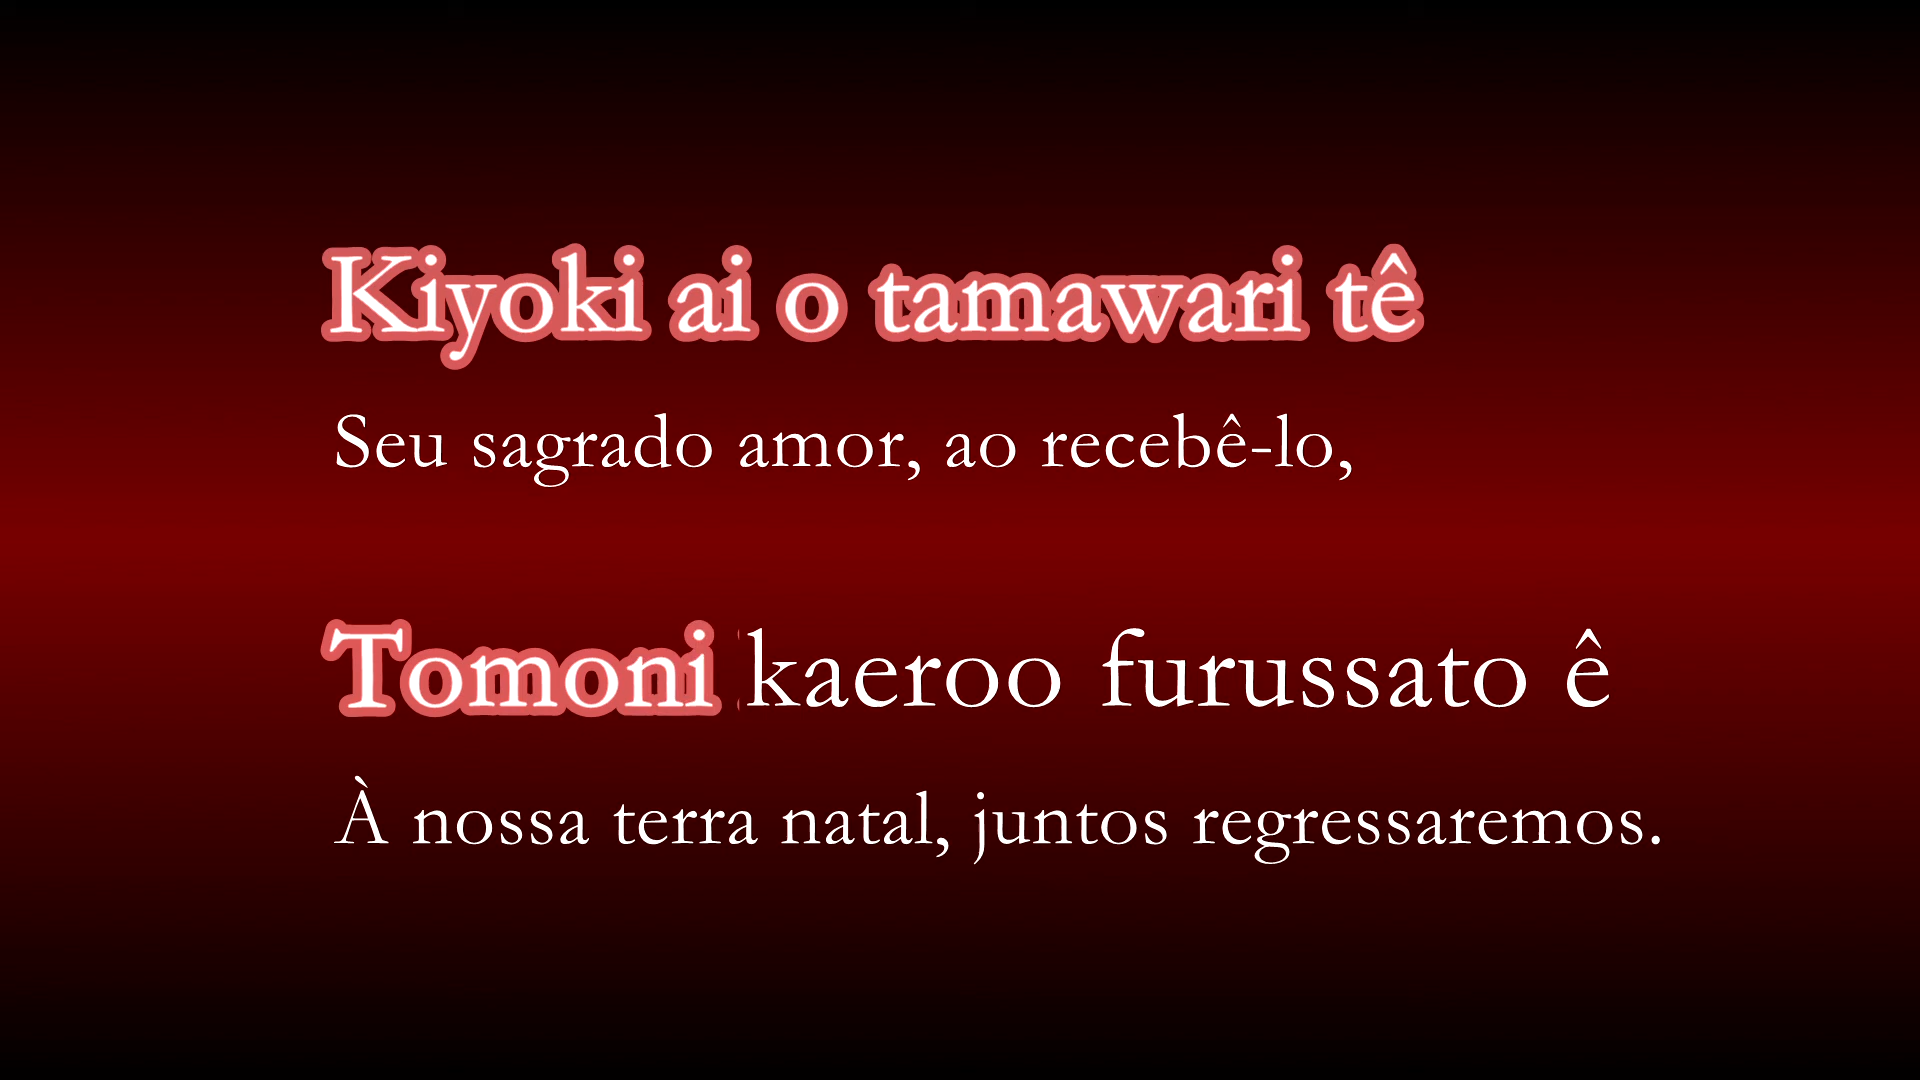 Kiyoki ai o tamawari tê
Seu sagrado amor, ao recebê-lo,
Tomoni kaeroo furussato ê
À nossa terra natal, juntos regressaremos.